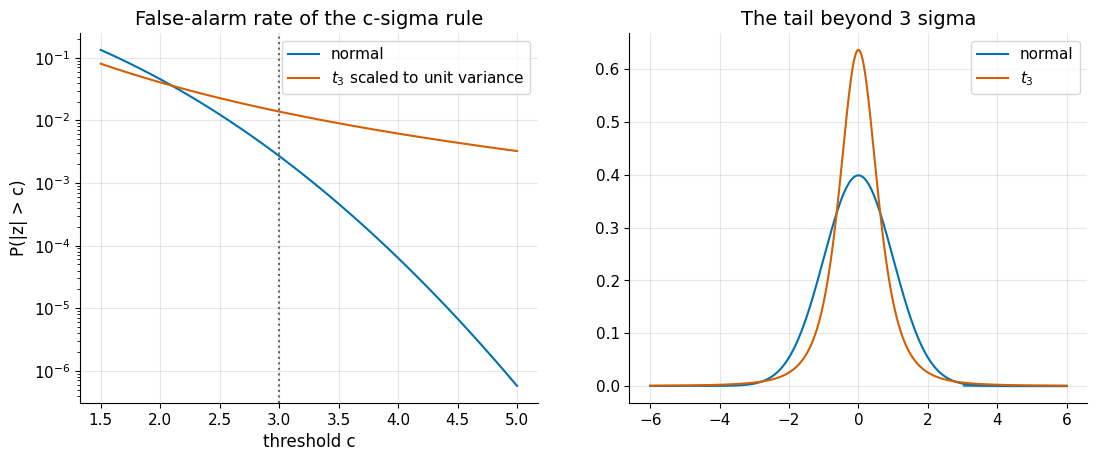 False-alarm rate of the c-sigma rule
normal
t₃ scaled to unit variance
P(|z| > c)
10⁻¹
10⁻²
10⁻³
10⁻⁴
10⁻⁵
10⁻⁶
1.5 2.0 2.5 3.0 3.5 4.0 4.5 5.0
threshold c
The tail beyond 3 sigma
normal
t₃
0.6
0.5
0.4
0.3
0.2
0.1
0.0
−6 −4 −2 0 2 4 6